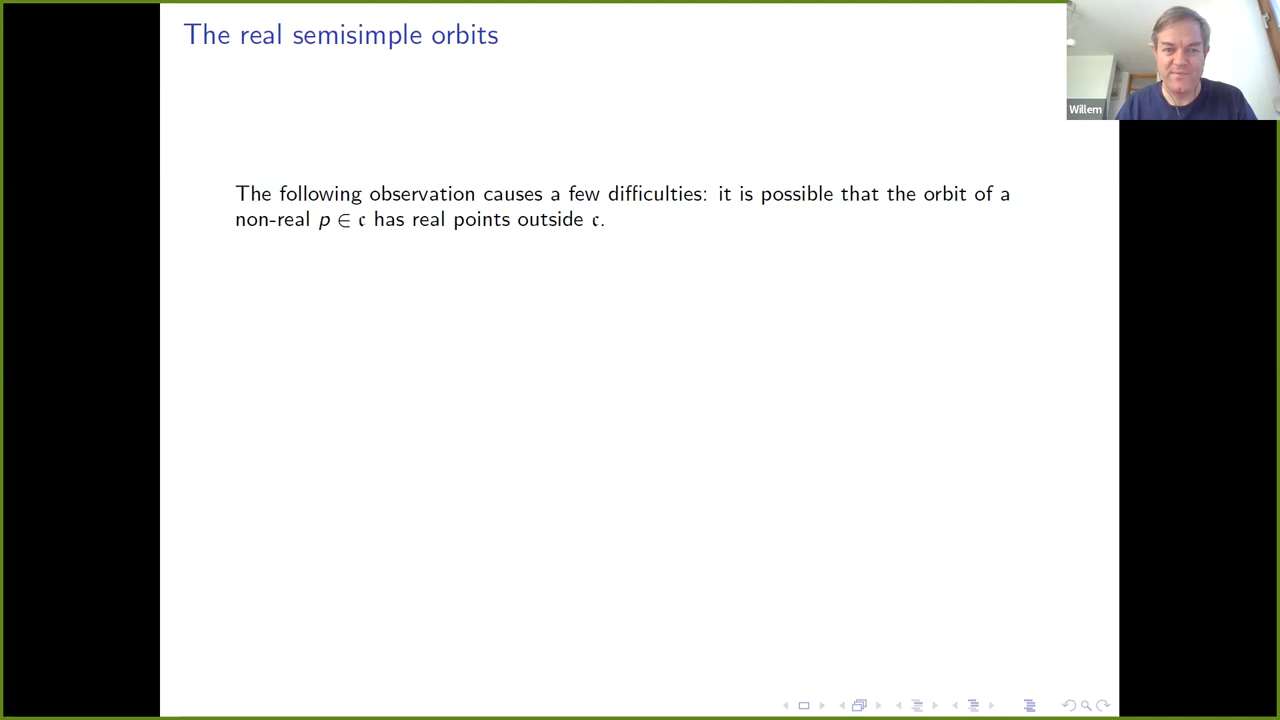 The real semisimple orbits
Willem
The following observation causes a few difficulties: it is possible that the orbit of a
non-real p ∈ 𝔠 has real points outside 𝔠.